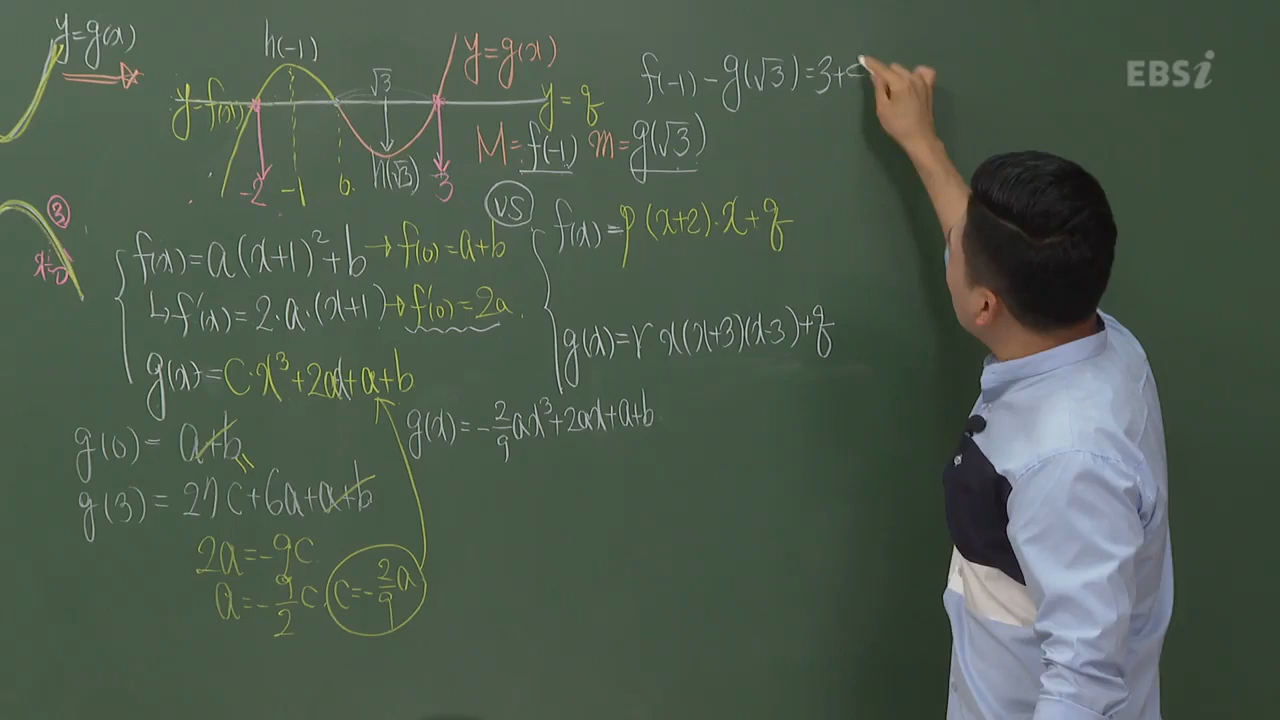 y=g(x)
h(-1)
√3
y=g(x)
y=f(x)
y=q
-2 -1 0 h(√3) 3
M=f(-1) m=g(√3)
f(-1)-g(√3)=3+
EBSi
③
VS
f(x)=a(x+1)²+b→f(0)=a+b
↳f'(x)=2·a·(x+1)→f'(0)=2a
g(x)=C·x³+2ax+a+b
f(x)=p(x+2)·x+q
g(x)=r x(x+3)(x-3)+q
g(x)=-2/9ax³+2ax+a+b
g(0)=a+b
g(3)=27C+6a+a+b
2a=-9C
a=-9/2C
C=-2/9a